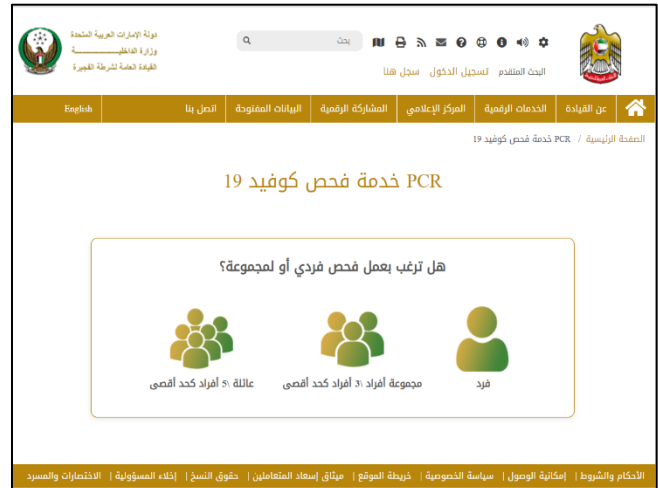 دولة الإمارات العربية المتحدة
وزارة الداخليـــــــــــــة
القيادة العامة لشرطة الفجيرة
بحث
البحث المتقدم تسجيل الدخول سجل هنا
عن القيادة
الخدمات الرقمية
المركز الإعلامي
المشاركة الرقمية
البيانات المفتوحة
اتصل بنا
English
الصفحة الرئيسية / PCR خدمة فحص كوفيد 19
PCR خدمة فحص كوفيد 19
هل ترغب بعمل فحص فردي أو لمجموعة؟
فرد
مجموعة أفراد \3 أفراد كحد أقصى
عائلة \5 أفراد كحد أقصى
الأحكام والشروط | إمكانية الوصول | سياسة الخصوصية | خريطة الموقع | ميثاق إسعاد المتعاملين | حقوق النسخ | إخلاء المسؤولية | الاختصارات والمسرد